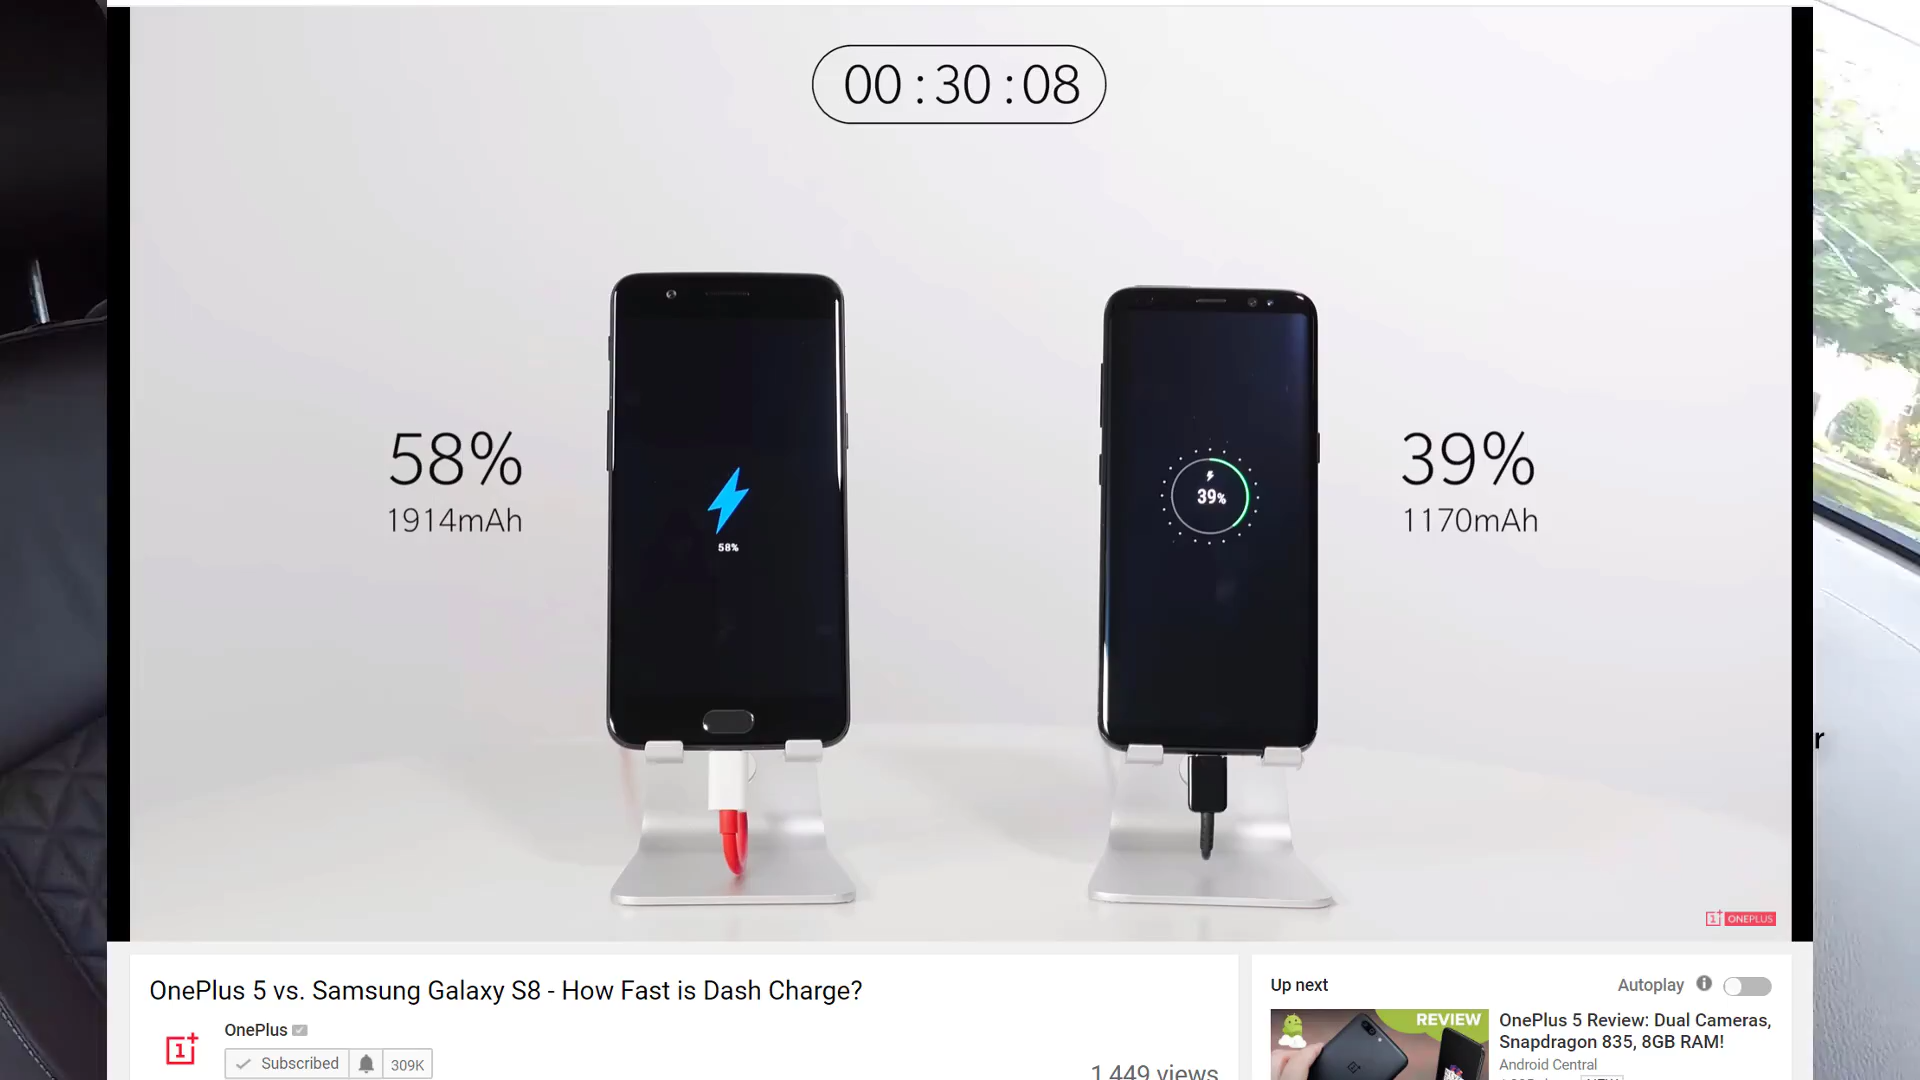 00:30:08
58%
1914mAh
58%
39%
39%
1170mAh
1+ ONEPLUS
OnePlus 5 vs. Samsung Galaxy S8 - How Fast is Dash Charge?
OnePlus
Subscribed 309K
1,449 views
Up next
Autoplay
REVIEW
OnePlus 5 Review: Dual Cameras,
Snapdragon 835, 8GB RAM!
Android Central
r